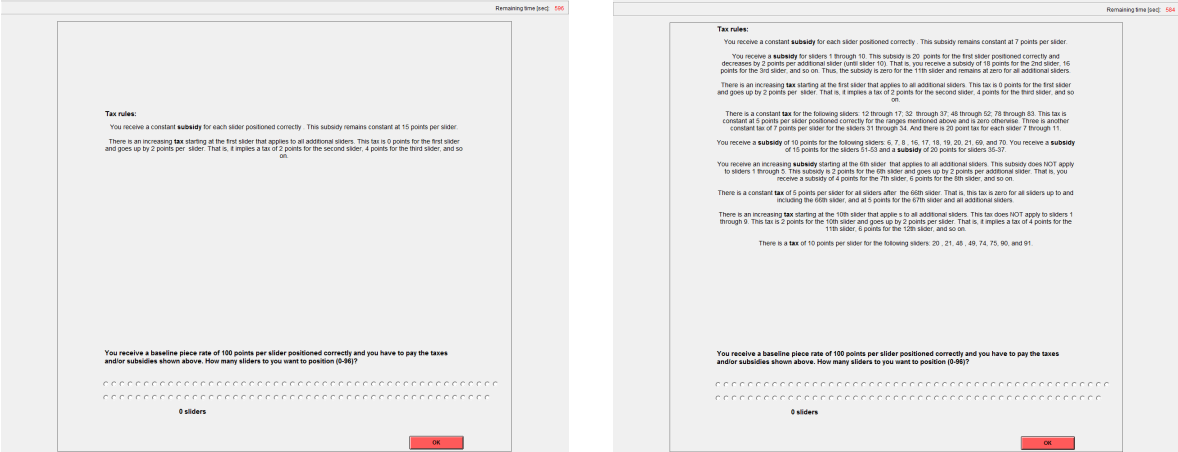 Remaining time [sec]: 596
Tax rules:
You receive a constant subsidy for each slider positioned correctly . This subsidy remains constant at 15 points per slider.
There is an increasing tax starting at the first slider that applies to all additional sliders. This tax is 0 points for the first slider
and goes up by 2 points per slider. That is, it implies a tax of 2 points for the second slider, 4 points for the third slider, and so
on.
You receive a baseline piece rate of 100 points per slider positioned correctly and you have to pay the taxes
and/or subsidies shown above. How many sliders to you want to position (0-96)?
0 sliders
OK
Remaining time [sec]: 584
Tax rules:
You receive a constant subsidy for each slider positioned correctly . This subsidy remains constant at 7 points per slider.
You receive a subsidy for sliders 1 through 10. This subsidy is 20 points for the first slider positioned correctly and
decreases by 2 points per additional slider (until slider 10). That is, you receive a subsidy of 18 points for the 2nd slider, 16
points for the 3rd slider, and so on. Thus, the subsidy is zero for the 11th slider and remains at zero for all additional sliders.
There is an increasing tax starting at the first slider that applies to all additional sliders. This tax is 0 points for the first slider
and goes up by 2 points per slider. That is, it implies a tax of 2 points for the second slider, 4 points for the third slider, and so
on.
There is a constant tax for the following sliders: 12 through 17; 32 through 37; 48 through 52; 78 through 83. This tax is
constant at 5 points per slider for the ranges mentioned above and is zero otherwise. Three is another
constant tax of 7 points per slider for the sliders 31 through 34. And there is 20 point tax for each slider 7 through 11.
You receive a subsidy of 10 points for the following sliders: 6, 7, 8 , 16, 17, 18, 19, 20, 21, 69, and 70. You receive a subsidy
of 15 points for the sliders 51-53 and a subsidy of 20 points for sliders 35-37.
You receive an increasing subsidy starting at the 6th slider that applies to all additional sliders. This subsidy does NOT apply
to sliders 1 through 5. This subsidy is 2 points for the 6th slider and goes up by 2 points per additional slider. That is, you
receive a subsidy of 4 points for the 7th slider, 6 points for the 8th slider, and so on.
There is a constant tax of 5 points per slider for all sliders after the 66th slider. That is, this tax is zero for all sliders up to and
including the 66th slider, and at 5 points for the 67th slider and all additional sliders.
There is an increasing tax starting at the 10th slider that applie s to all additional sliders. This tax does NOT apply to sliders 1
through 9. This tax is 2 points for the 10th slider and goes up by 2 points per slider. That is, it implies a tax of 4 points for the
11th slider, 6 points for the 12th slider, and so on.
There is a tax of 10 points per slider for the following sliders: 20 , 21, 46 , 49, 74, 75, 90, and 91.
You receive a baseline piece rate of 100 points per slider positioned correctly and you have to pay the taxes
and/or subsidies shown above. How many sliders to you want to position (0-96)?
0 sliders
OK